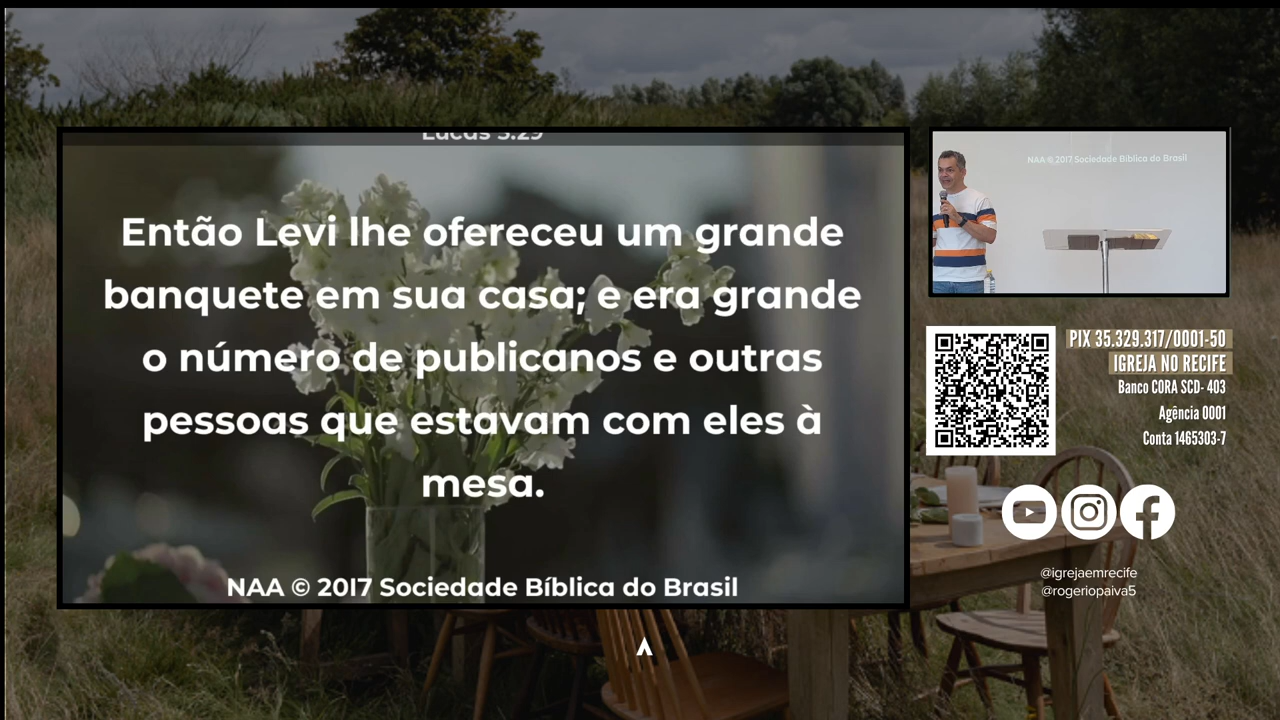 Lucas 5.29
Então Levi lhe ofereceu um grande
banquete em sua casa; e era grande
o número de publicanos e outras
pessoas que estavam com eles à
mesa.
NAA © 2017 Sociedade Bíblica do Brasil
NAA © 2017 Sociedade Bíblica do Brasil
PIX 35.329.317/0001-50
IGREJA NO RECIFE
Banco CORA SCD- 403
Agência 0001
Conta 1465303-7
@igrejaemrecife
@rogeriopaiva5